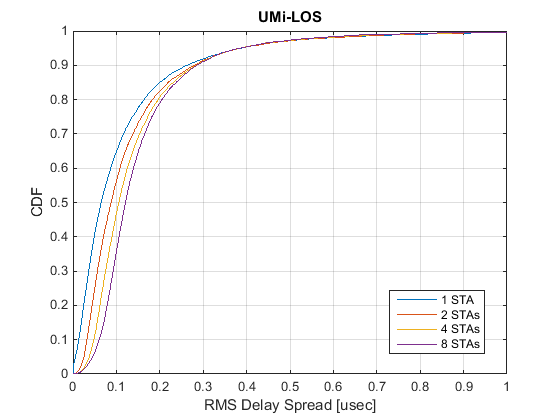 UMi-LOS
1
0.9
0.8
0.7
0.6
0.5
0.4
0.3
0.2
0.1
0
CDF
0 0.1 0.2 0.3 0.4 0.5 0.6 0.7 0.8 0.9 1
RMS Delay Spread [usec]
1 STA
2 STAs
4 STAs
8 STAs